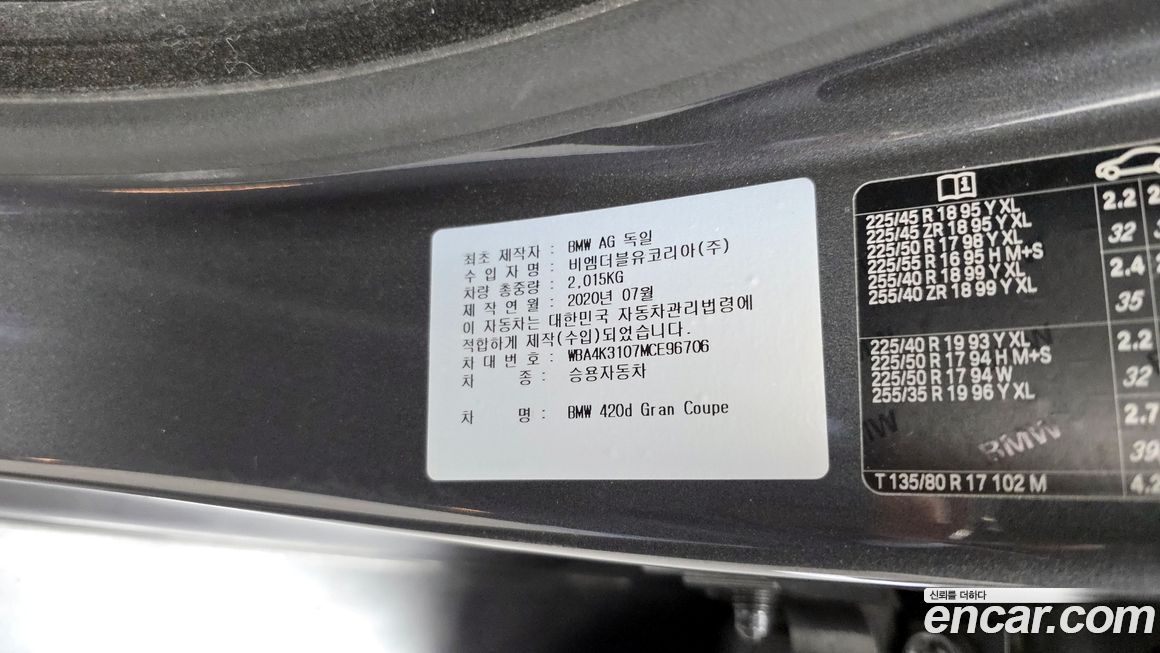 최초 제작자 : BMW AG 독일
수 입 자 명 : 비엠더블유코리아(주)
차량 총중량 : 2,015KG
제 작 연 월 : 2020년 07월
이 자동차는 대한민국 자동차관리법령에
적합하게 제작(수입)되었습니다.
차 대 번 호 : WBA4K3107MCE96706
차 종 : 승용자동차
차 명 : BMW 420d Gran Coupe
225/45 R 18 95 Y XL
225/45 ZR 18 95 Y XL
225/50 R 17 98 Y XL
225/55 R 16 95 H M+S
255/40 R 18 99 Y XL
255/40 ZR 18 99 Y XL
2.2
32
2.4
35
225/40 R 19 93 Y XL
225/50 R 17 94 H M+S
225/50 R 17 94 W
255/35 R 19 96 Y XL
2.2
32
2.7
BMW
T 135/80 R 17 102 M
4.2
신뢰를 더하다
encar.com